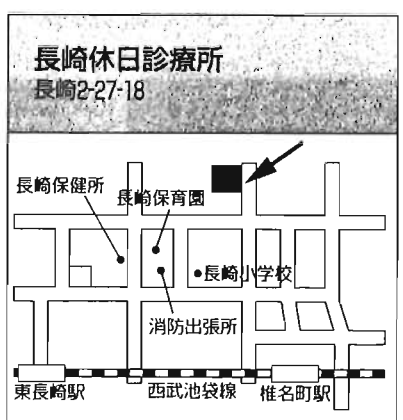 長崎休日診療所
長崎2-27-18
長崎保健所
長崎保育園
長崎小学校
消防出張所
東長崎駅
西武池袋線
椎名町駅